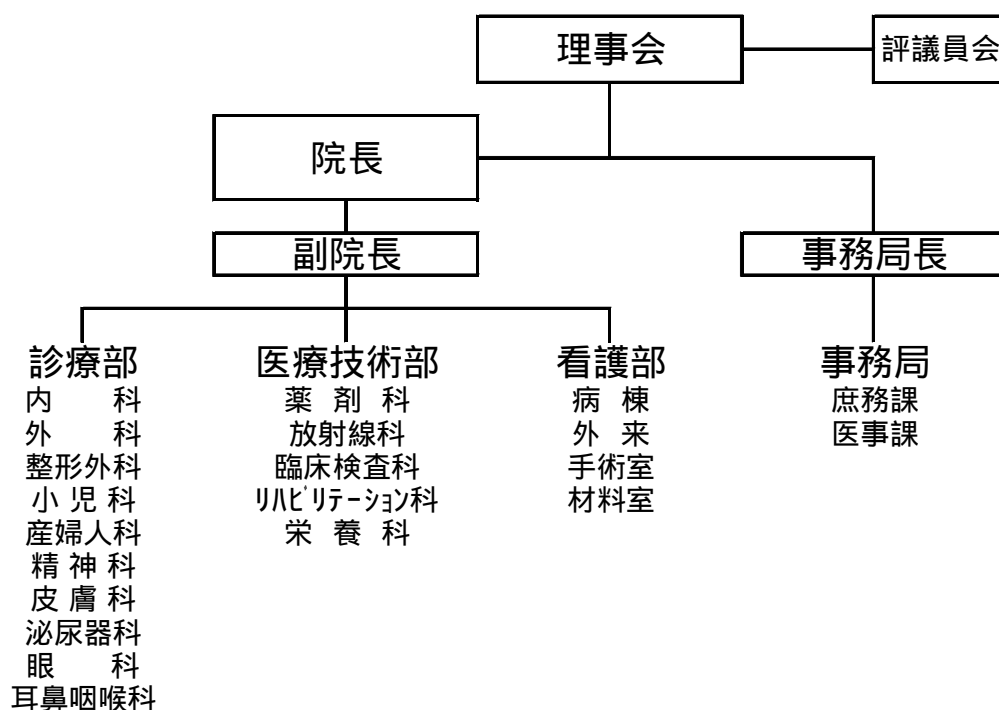 理事会
評議員会
院長
副院長
事務局長
診療部
内科
外科
整形外科
小児科
産婦人科
精神科
皮膚科
泌尿器科
眼科
耳鼻咽喉科
医療技術部
薬剤科
放射線科
臨床検査科
ﾘﾊﾋﾞﾘﾃｰｼｮﾝ科
栄養科
看護部
病棟
外来
手術室
材料室
事務局
庶務課
医事課